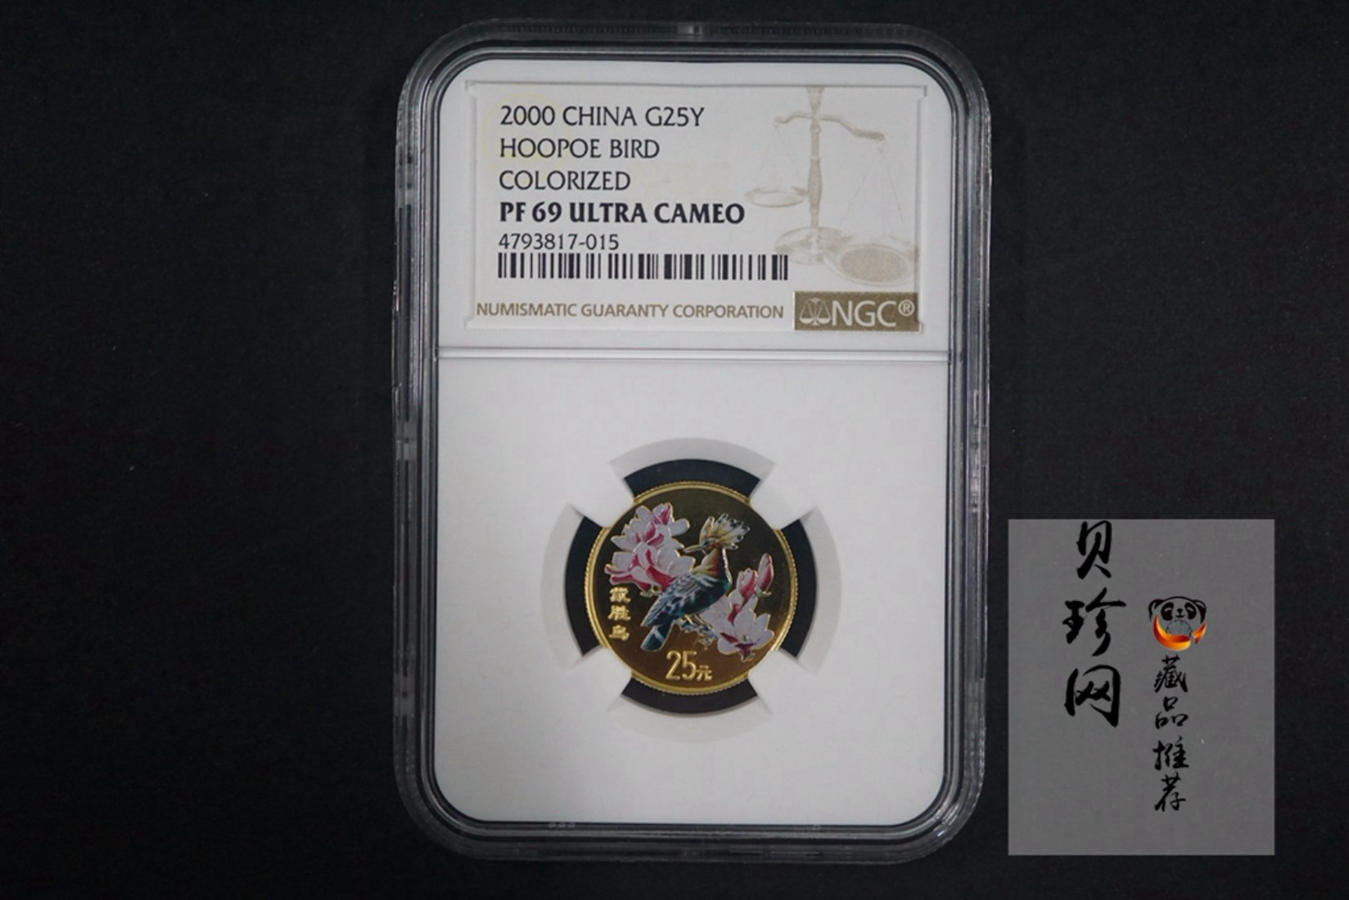 2000 CHINA G25Y
HOOPOE BIRD
COLORIZED
PF 69 ULTRA CAMEO
4793817-015
NUMISMATIC GUARANTY CORPORATION
NGC®
戴胜鸟
25元
贝珍网
藏品推荐